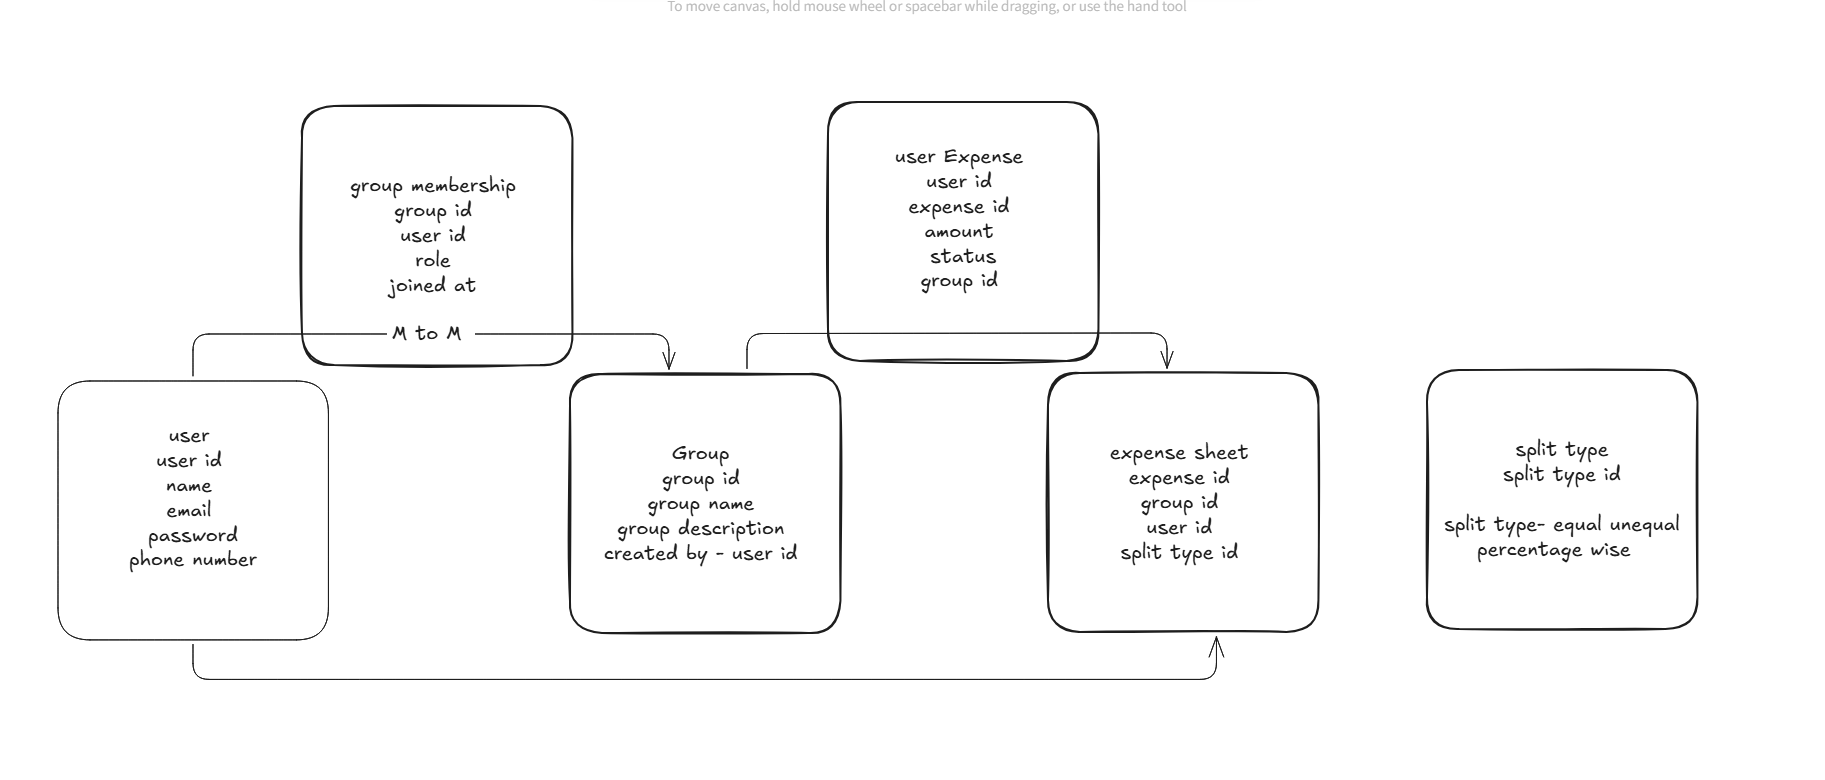 To move canvas, hold mouse wheel or spacebar while dragging, or use the hand tool
group membership
group id
user id
role
joined at
M to M
user Expense
user id
expense id
amount
status
group id
user
user id
name
email
password
phone number
Group
group id
group name
group description
created by - user id
expense sheet
expense id
group id
user id
split type id
split type
split type id
split type- equal unequal
percentage wise